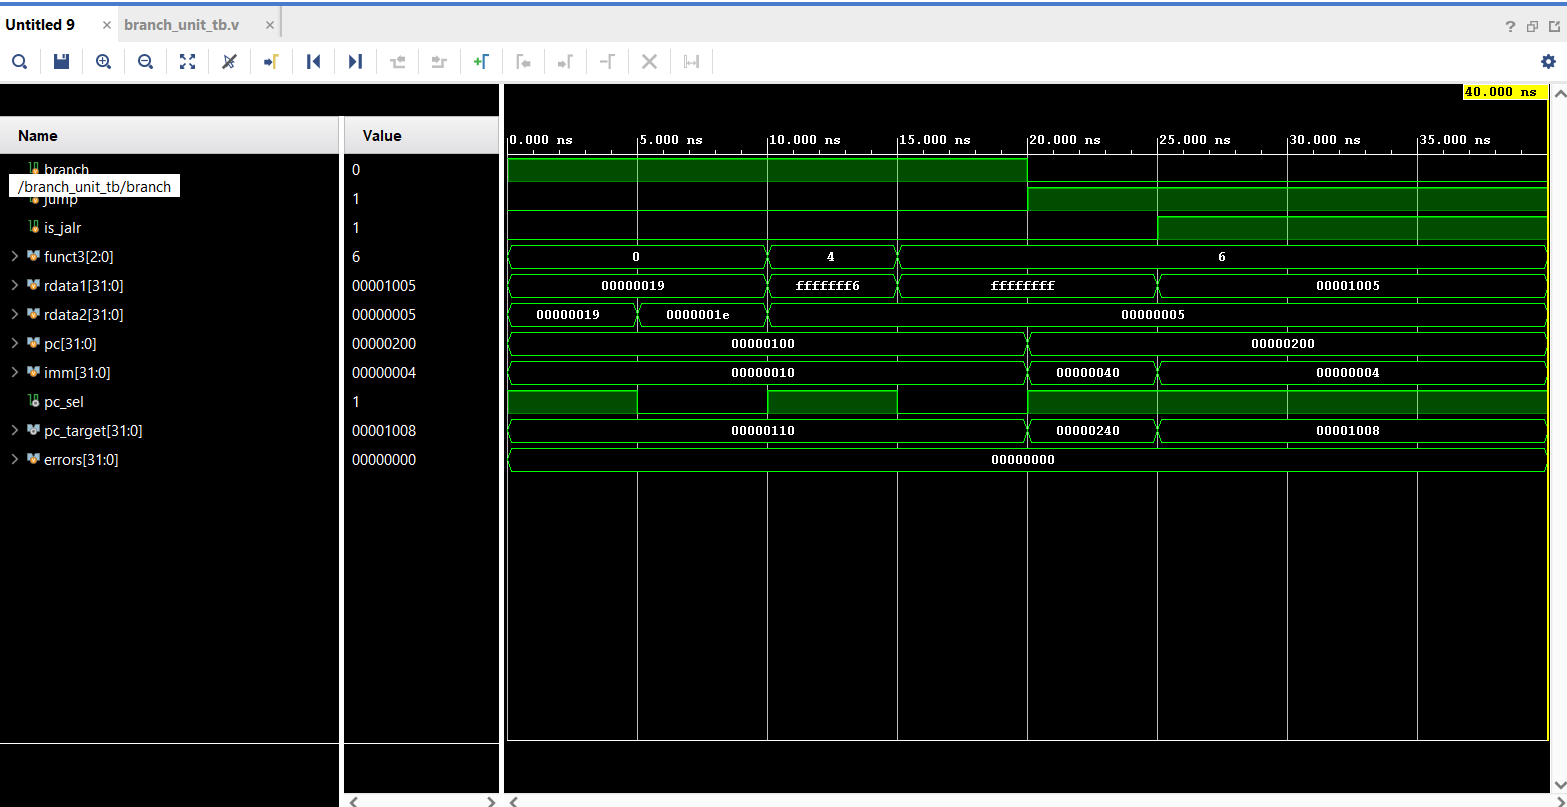 Untitled 9 × branch_unit_tb.v ×
?
40.000 ns
Name Value
0.000 ns 5.000 ns 10.000 ns 15.000 ns 20.000 ns 25.000 ns 30.000 ns 35.000 ns
branch 0
/branch_unit_tb/branch
jump 1
is_jalr 1
funct3[2:0] 6 0 4 6
rdata1[31:0] 00001005 00000019 fffffff6 ffffffff 00001005
rdata2[31:0] 00000005 00000019 0000001e 00000005
pc[31:0] 00000200 00000100 00000200
imm[31:0] 00000004 00000010 00000040 00000004
pc_sel 1
pc_target[31:0] 00001008 00000110 00000240 00001008
errors[31:0] 00000000 00000000